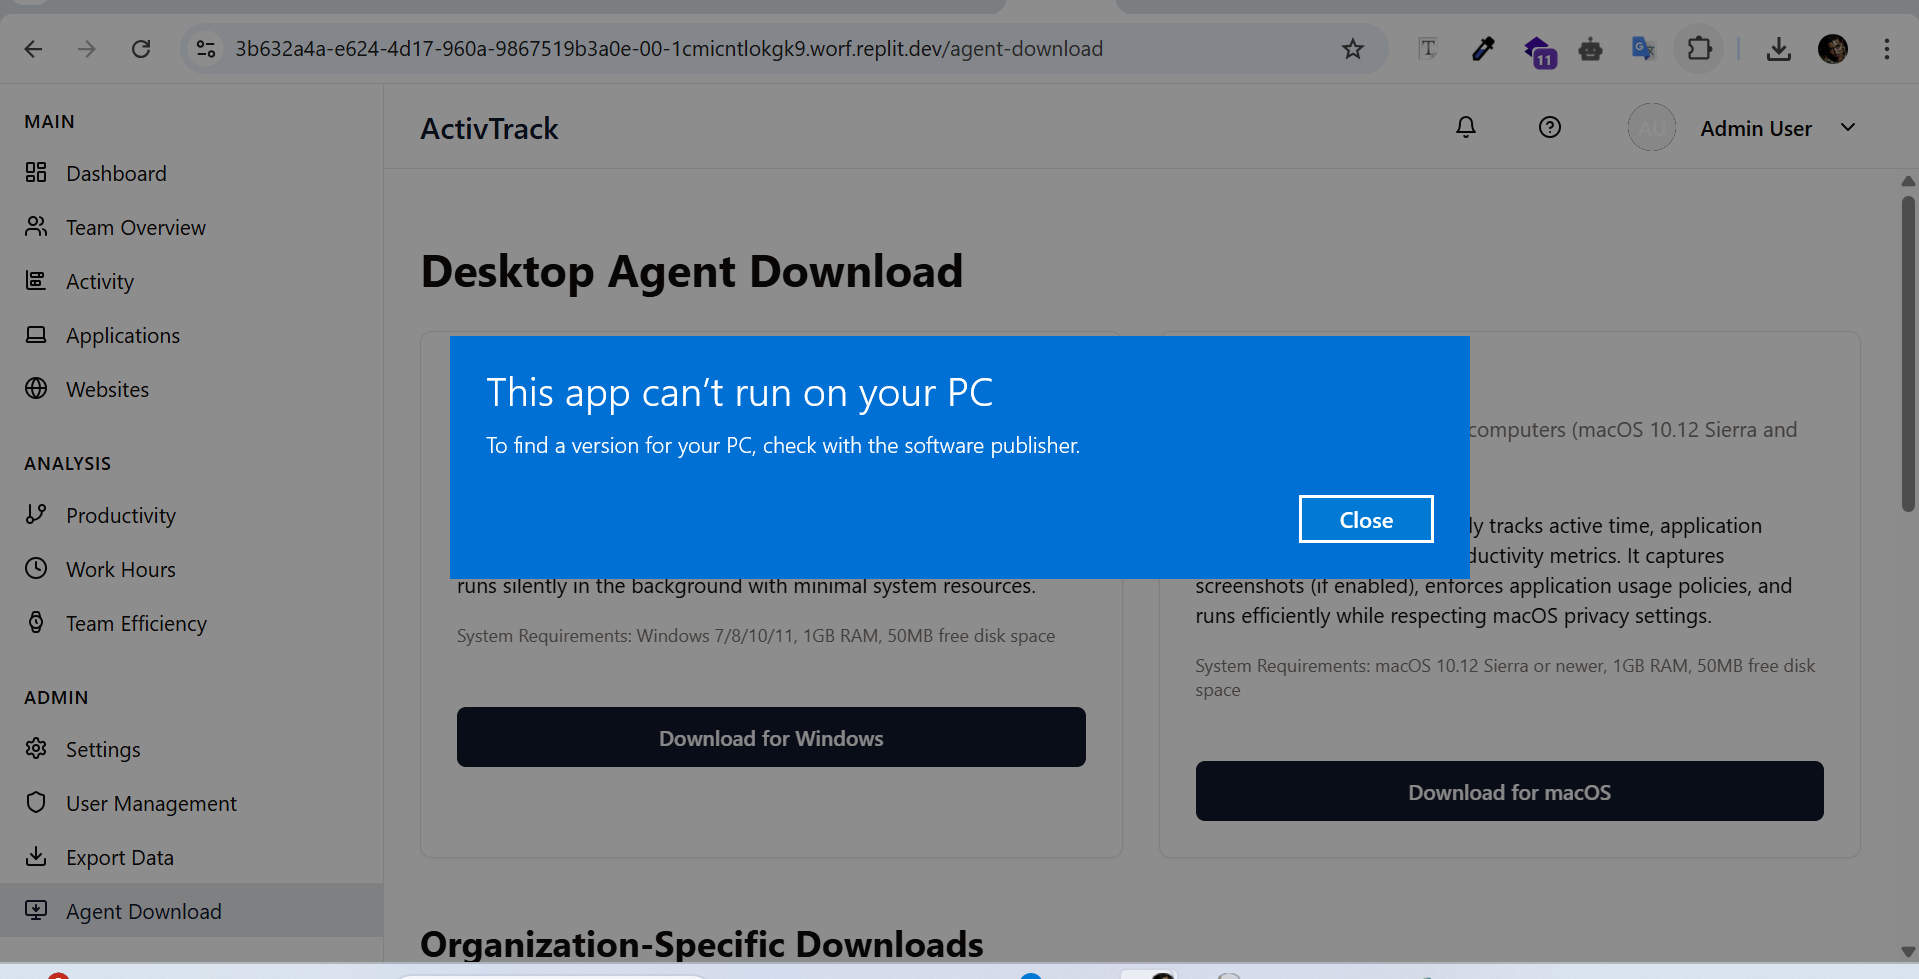 3b632a4a-e624-4d17-960a-9867519b3a0e-00-1cmicntlokgk9.worf.replit.dev/agent-download
11
MAIN
Dashboard
Team Overview
Activity
Applications
Websites
ANALYSIS
Productivity
Work Hours
Team Efficiency
ADMIN
Settings
User Management
Export Data
Agent Download
ActivTrack
AU
Admin User
Desktop Agent Download
This app can’t run on your PC
To find a version for your PC, check with the software publisher.
Close
runs silently in the background with minimal system resources.
System Requirements: Windows 7/8/10/11, 1GB RAM, 50MB free disk space
Download for Windows
computers (macOS 10.12 Sierra and
ly tracks active time, application
ductivity metrics. It captures
screenshots (if enabled), enforces application usage policies, and
runs efficiently while respecting macOS privacy settings.
System Requirements: macOS 10.12 Sierra or newer, 1GB RAM, 50MB free disk
space
Download for macOS
Organization-Specific Downloads